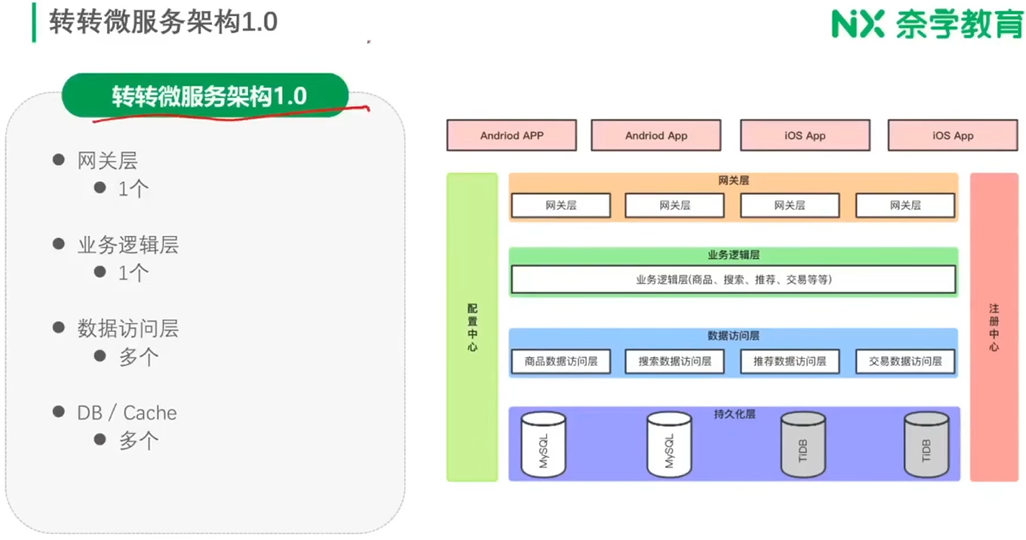 转转微服务架构1.0
NX 奈学教育
转转微服务架构1.0
网关层
1个
业务逻辑层
1个
数据访问层
多个
DB / Cache
多个
Andriod APP
Andriod App
iOS App
iOS App
配置中心
网关层
网关层
网关层
网关层
网关层
业务逻辑层
业务逻辑层(商品、搜索、推荐、交易等等)
数据访问层
商品数据访问层
搜索数据访问层
推荐数据访问层
交易数据访问层
持久化层
MySQL
MySQL
TiDB
TiDB
注册中心